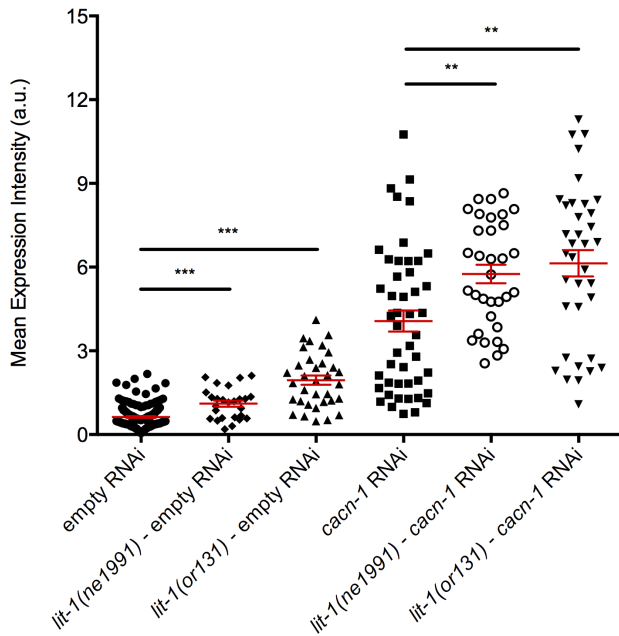 Mean Expression Intensity (a.u.)
15
12
9
6
3
0
**
**
***
***
empty RNAi
lit-1(ne1991) - empty RNAi
lit-1(or131) - empty RNAi
cacn-1 RNAi
lit-1(ne1991) - cacn-1 RNAi
lit-1(or131) - cacn-1 RNAi